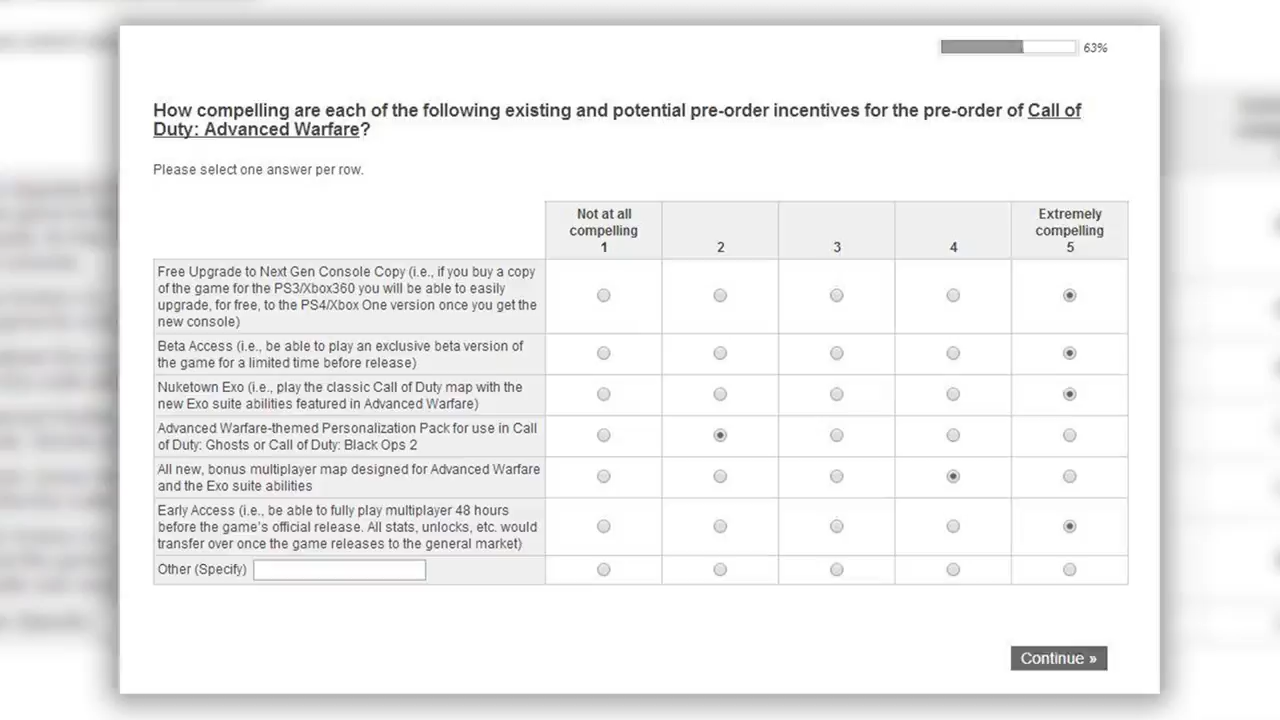 63%
How compelling are each of the following existing and potential pre-order incentives for the pre-order of Call of
Duty: Advanced Warfare?
Please select one answer per row.
Not at all
compelling
1
2
3
4
Extremely
compelling
5
Free Upgrade to Next Gen Console Copy (i.e., if you buy a copy
of the game for the PS3/Xbox360 you will be able to easily
upgrade, for free, to the PS4/Xbox One version once you get the
new console)
Beta Access (i.e., be able to play an exclusive beta version of
the game for a limited time before release)
Nuketown Exo (i.e., play the classic Call of Duty map with the
new Exo suite abilities featured in Advanced Warfare)
Advanced Warfare-themed Personalization Pack for use in Call
of Duty: Ghosts or Call of Duty: Black Ops 2
All new, bonus multiplayer map designed for Advanced Warfare
and the Exo suite abilities
Early Access (i.e., be able to fully play multiplayer 48 hours
before the game's official release. All stats, unlocks, etc. would
transfer over once the game releases to the general market)
Other (Specify)
Continue »